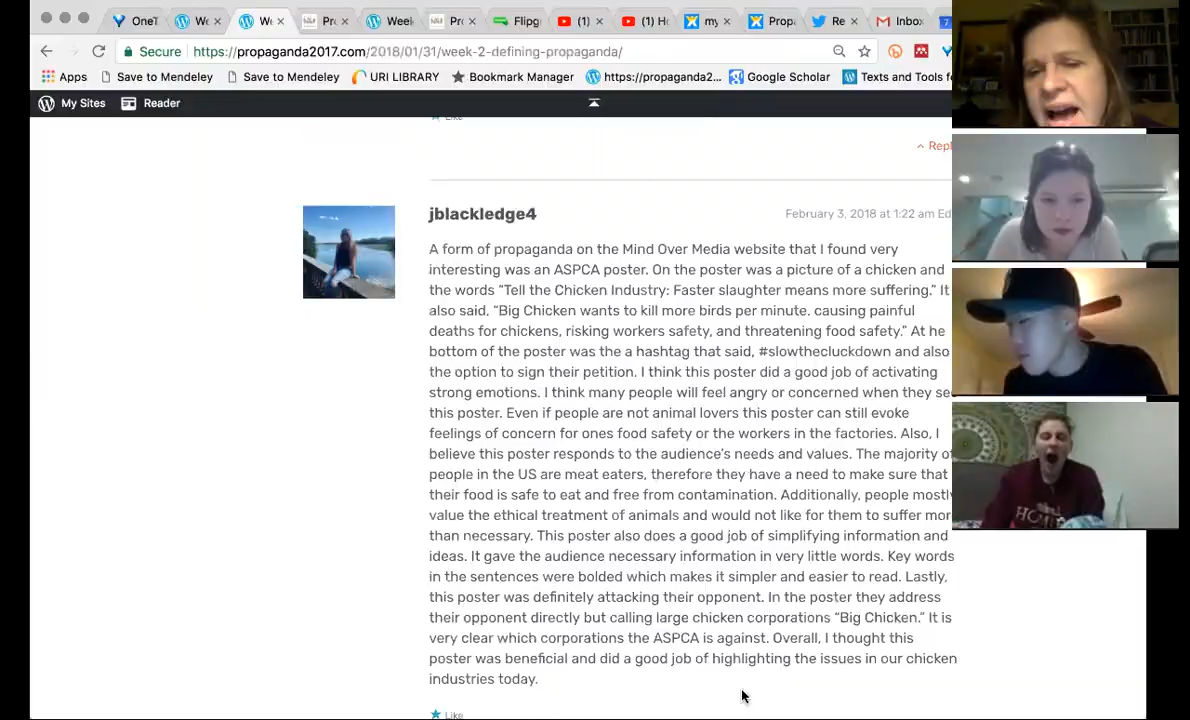 OneT We We Pr Week Pr Flipg (1) (1) H my Prop Re Inbox
Secure https://propaganda2017.com/2018/01/31/week-2-defining-propaganda/
Apps Save to Mendeley Save to Mendeley URI LIBRARY Bookmark Manager https://propaganda2... Google Scholar Texts and Tools f
My Sites Reader
Like
Repl
jblackledge4 February 3, 2018 at 1:22 am Ed
A form of propaganda on the Mind Over Media website that I found very
interesting was an ASPCA poster. On the poster was a picture of a chicken and
the words “Tell the Chicken Industry: Faster slaughter means more suffering.” It
also said, “Big Chicken wants to kill more birds per minute. causing painful
deaths for chickens, risking workers safety, and threatening food safety.” At he
bottom of the poster was the a hashtag that said, #slowthecluckdown and also
the option to sign their petition. I think this poster did a good job of activating
strong emotions. I think many people will feel angry or concerned when they se
this poster. Even if people are not animal lovers this poster can still evoke
feelings of concern for ones food safety or the workers in the factories. Also, I
believe this poster responds to the audience’s needs and values. The majority o
people in the US are meat eaters, therefore they have a need to make sure that
their food is safe to eat and free from contamination. Additionally, people mostl
value the ethical treatment of animals and would not like for them to suffer mor
than necessary. This poster also does a good job of simplifying information and
ideas. It gave the audience necessary information in very little words. Key words
in the sentences were bolded which makes it simpler and easier to read. Lastly,
this poster was definitely attacking their opponent. In the poster they address
their opponent directly but calling large chicken corporations “Big Chicken.” It is
very clear which corporations the ASPCA is against. Overall, I thought this
poster was beneficial and did a good job of highlighting the issues in our chicken
industries today.
Like